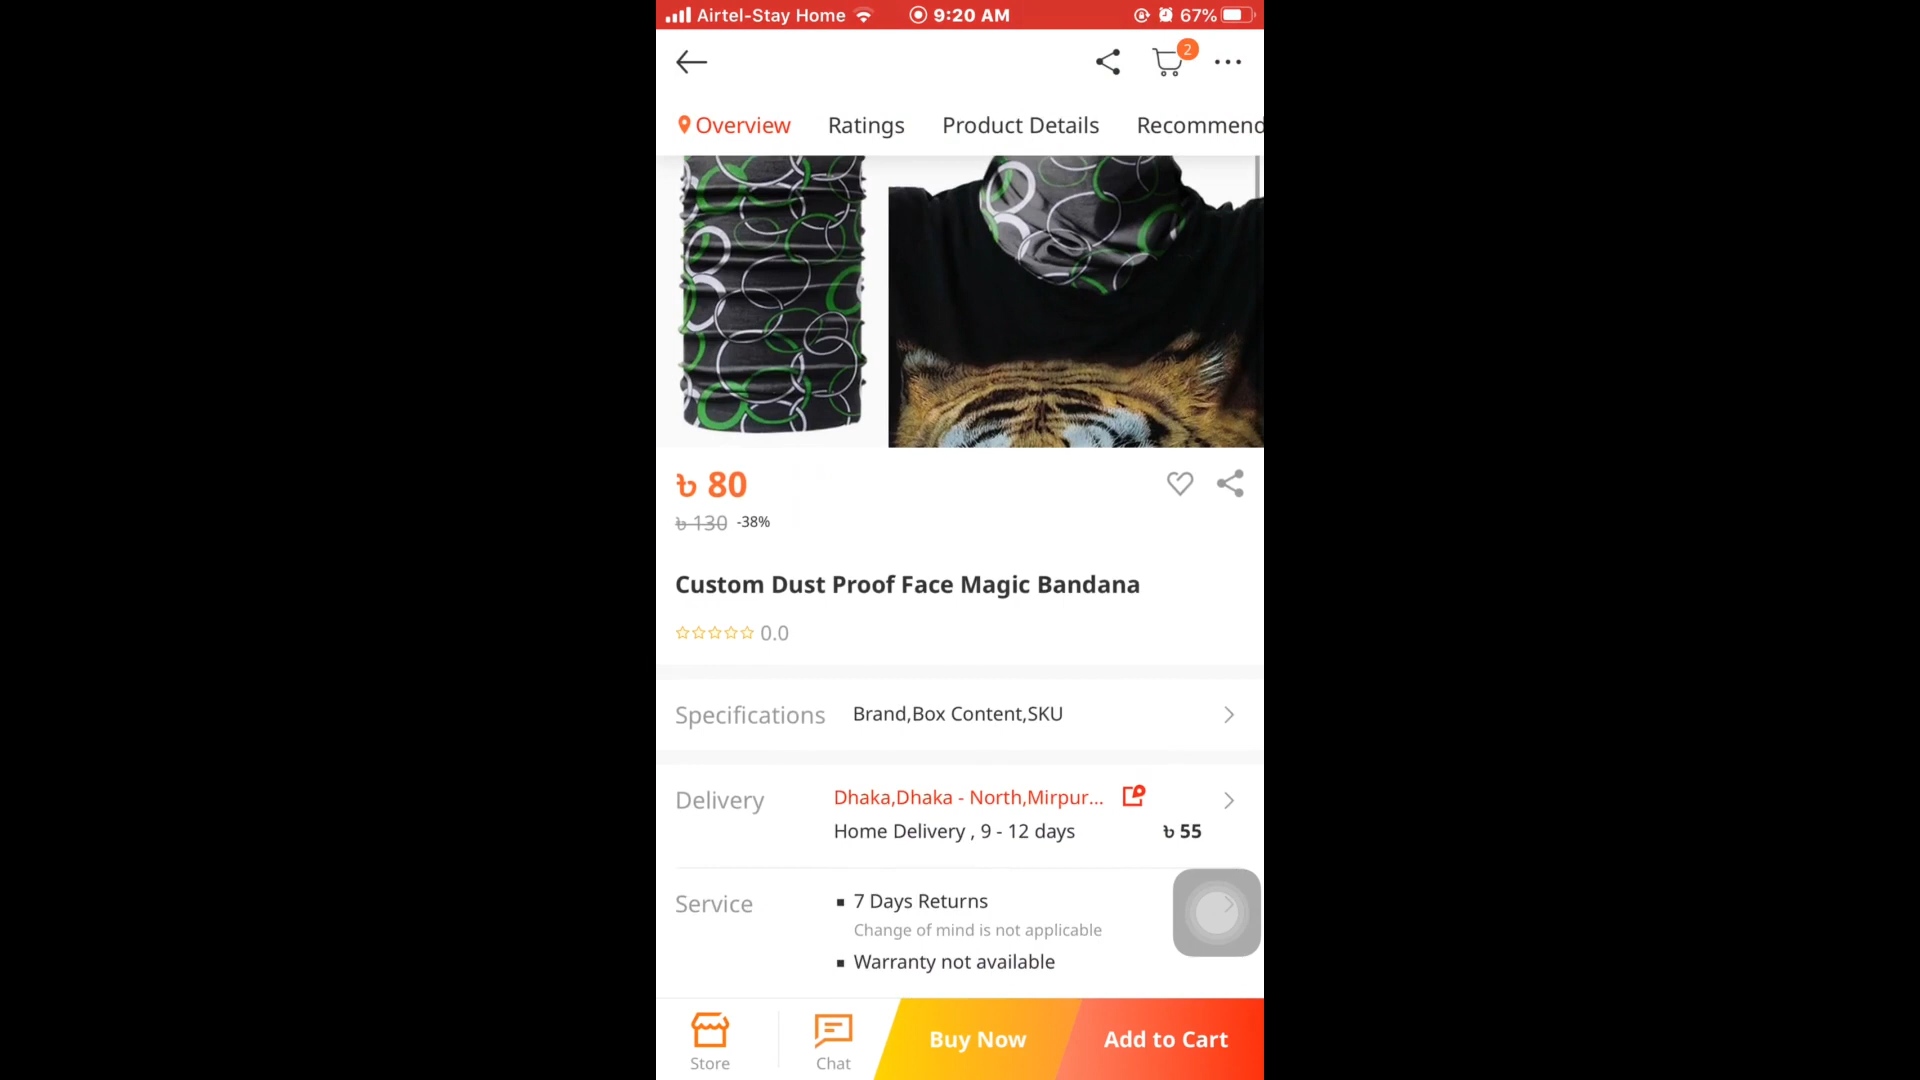 Airtel-Stay Home 9:20 AM 67%
2
Overview Ratings Product Details Recommend
৳ 80
৳ 130 -38%
Custom Dust Proof Face Magic Bandana
0.0
Specifications Brand,Box Content,SKU
Delivery Dhaka,Dhaka - North,Mirpur...
Home Delivery , 9 - 12 days ৳ 55
Service ▪ 7 Days Returns
Change of mind is not applicable
▪ Warranty not available
Store Chat Buy Now Add to Cart